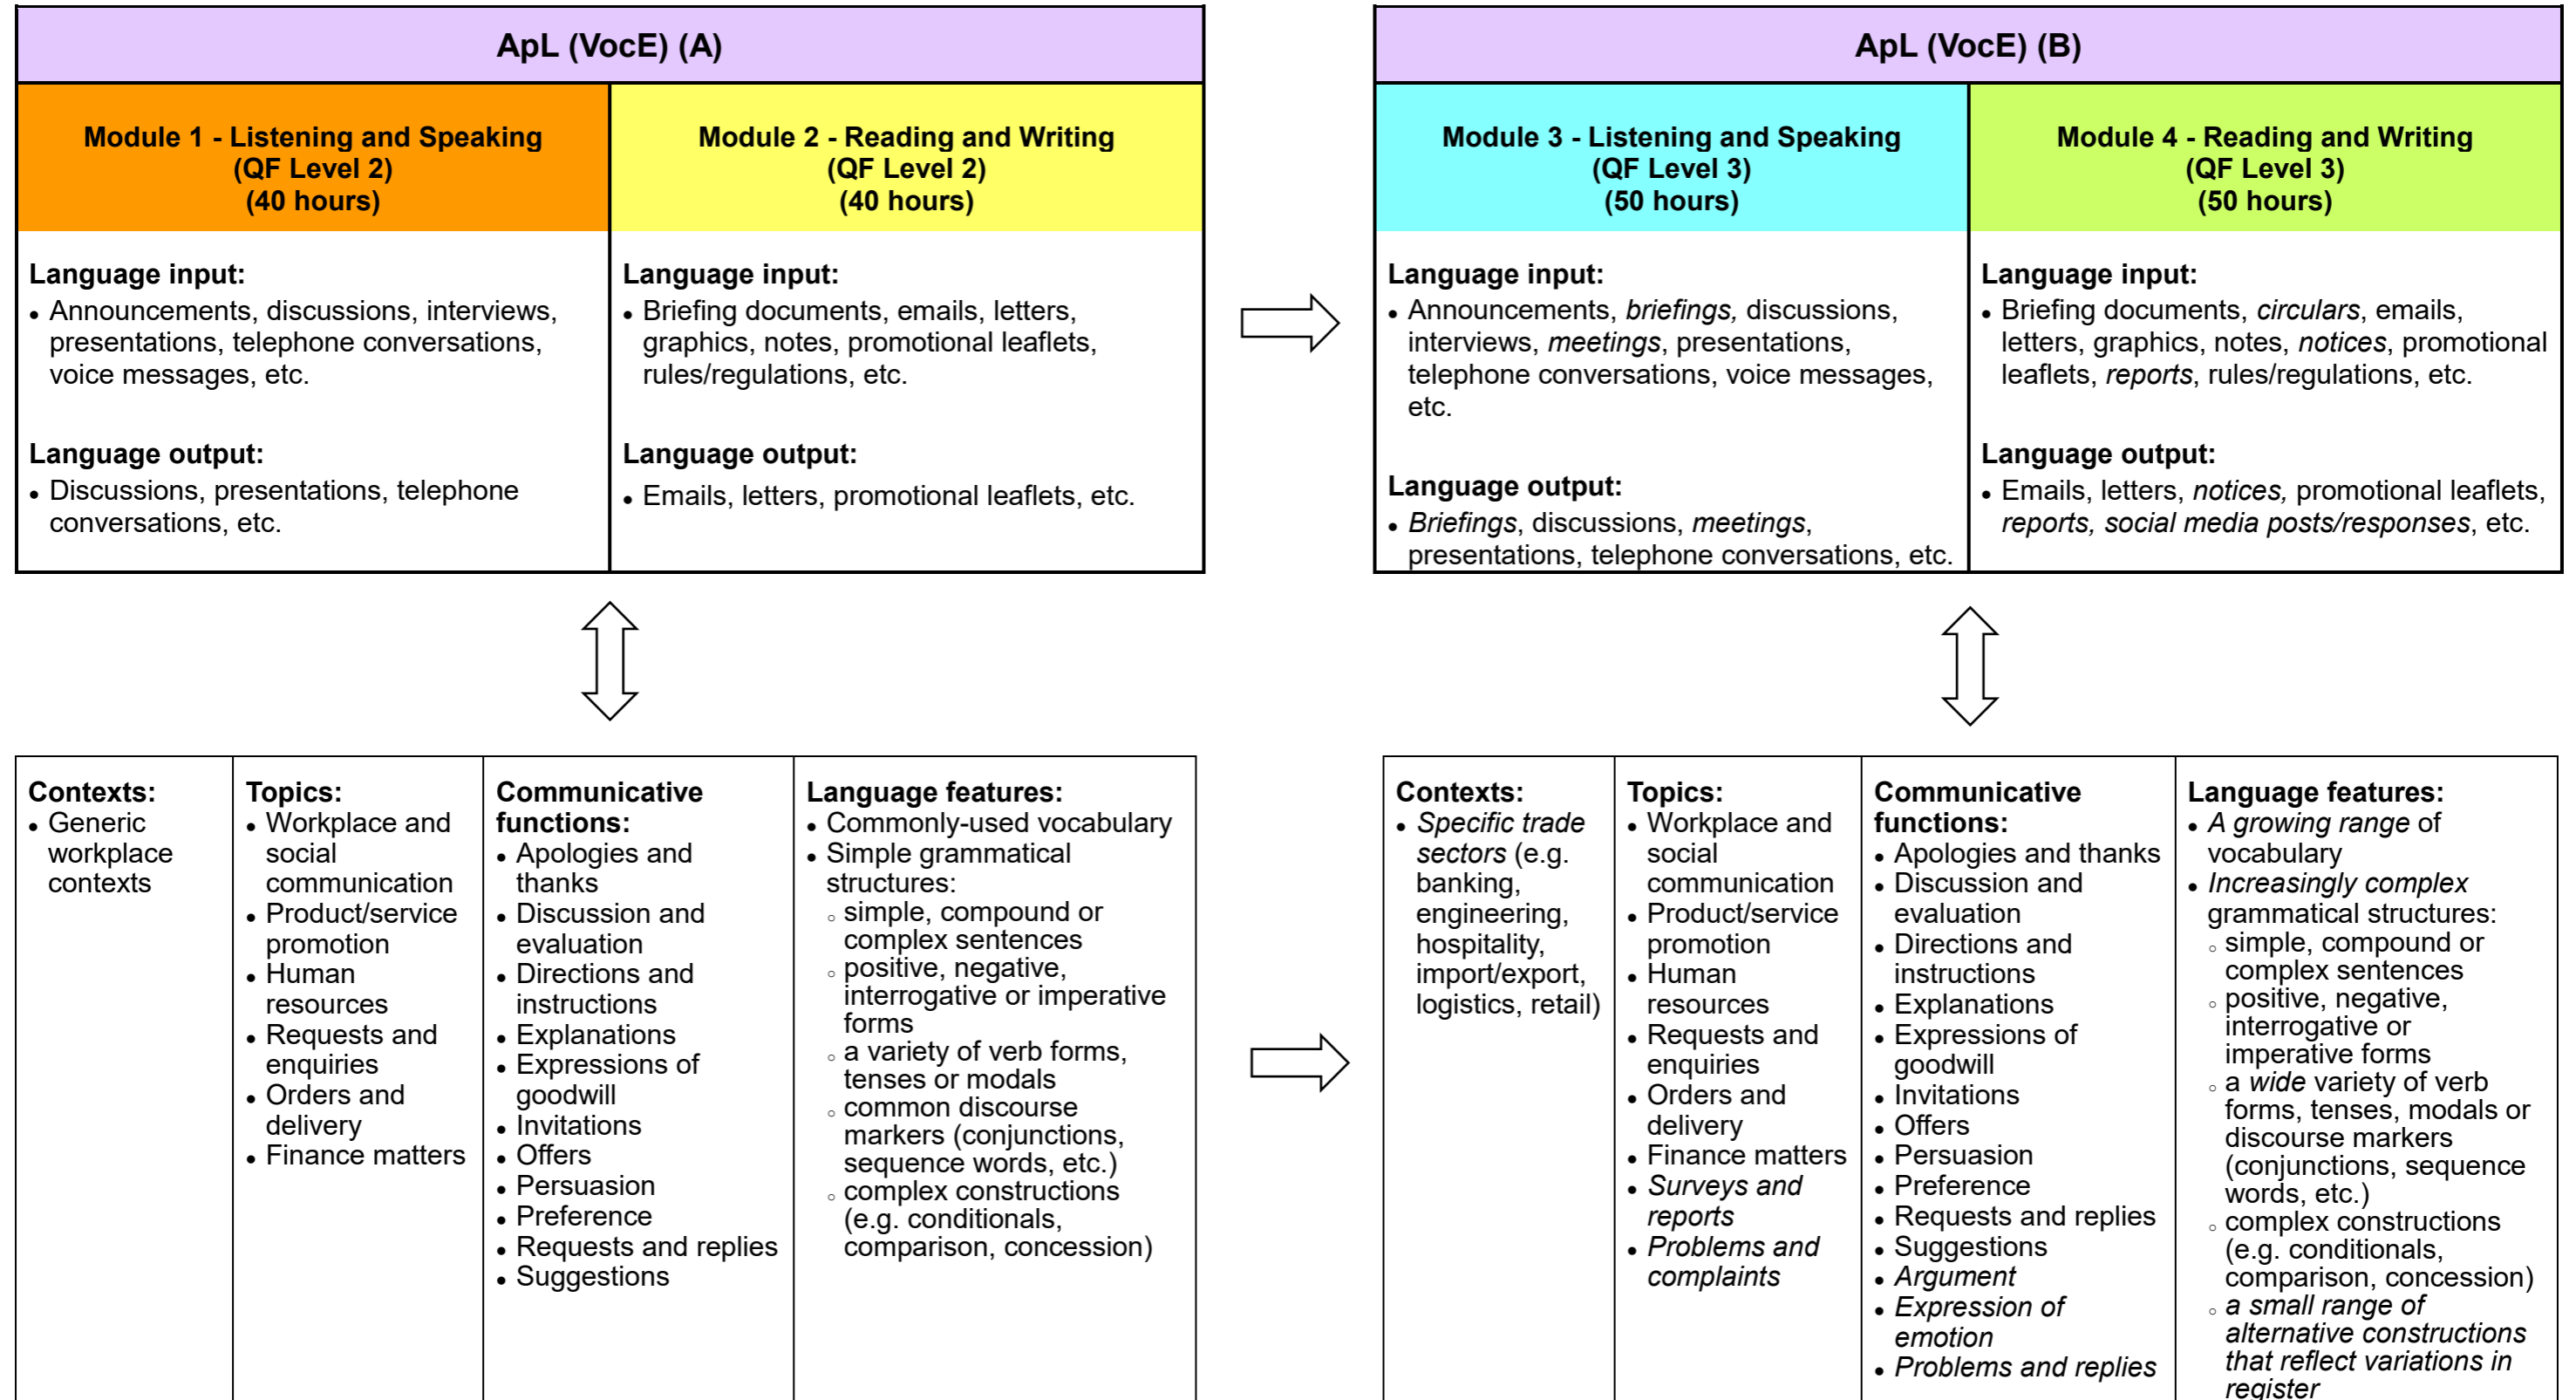 ApL (VocE) (A)
Module 1 - Listening and Speaking
(QF Level 2)
(40 hours)
Module 2 - Reading and Writing
(QF Level 2)
(40 hours)
Language input:
• Announcements, discussions, interviews,
presentations, telephone conversations,
voice messages, etc.
Language output:
• Discussions, presentations, telephone
conversations, etc.
Language input:
• Briefing documents, emails, letters,
graphics, notes, promotional leaflets,
rules/regulations, etc.
Language output:
• Emails, letters, promotional leaflets, etc.
ApL (VocE) (B)
Module 3 - Listening and Speaking
(QF Level 3)
(50 hours)
Module 4 - Reading and Writing
(QF Level 3)
(50 hours)
Language input:
• Announcements, briefings, discussions,
interviews, meetings, presentations,
telephone conversations, voice messages,
etc.
Language output:
• Briefings, discussions, meetings,
presentations, telephone conversations, etc.
Language input:
• Briefing documents, circulars, emails,
letters, graphics, notes, notices, promotional
leaflets, reports, rules/regulations, etc.
Language output:
• Emails, letters, notices, promotional leaflets,
reports, social media posts/responses, etc.
Contexts:
• Generic
workplace
contexts
Topics:
• Workplace and
social
communication
• Product/service
promotion
• Human
resources
• Requests and
enquiries
• Orders and
delivery
• Finance matters
Communicative
functions:
• Apologies and
thanks
• Discussion and
evaluation
• Directions and
instructions
• Explanations
• Expressions of
goodwill
• Invitations
• Offers
• Persuasion
• Preference
• Requests and replies
• Suggestions
Language features:
• Commonly-used vocabulary
• Simple grammatical
structures:
○ simple, compound or
complex sentences
○ positive, negative,
interrogative or imperative
forms
○ a variety of verb forms,
tenses or modals
○ common discourse
markers (conjunctions,
sequence words, etc.)
○ complex constructions
(e.g. conditionals,
comparison, concession)
Contexts:
• Specific trade
sectors (e.g.
banking,
engineering,
hospitality,
import/export,
logistics, retail)
Topics:
• Workplace and
social
communication
• Product/service
promotion
• Human
resources
• Requests and
enquiries
• Orders and
delivery
• Finance matters
• Surveys and
reports
• Problems and
complaints
Communicative
functions:
• Apologies and thanks
• Discussion and
evaluation
• Directions and
instructions
• Explanations
• Expressions of
goodwill
• Invitations
• Offers
• Persuasion
• Preference
• Requests and replies
• Suggestions
• Argument
• Expression of
emotion
• Problems and replies
Language features:
• A growing range of
vocabulary
• Increasingly complex
grammatical structures:
○ simple, compound or
complex sentences
○ positive, negative,
interrogative or
imperative forms
○ a wide variety of verb
forms, tenses, modals or
discourse markers
(conjunctions, sequence
words, etc.)
○ complex constructions
(e.g. conditionals,
comparison, concession)
○ a small range of
alternative constructions
that reflect variations in
register